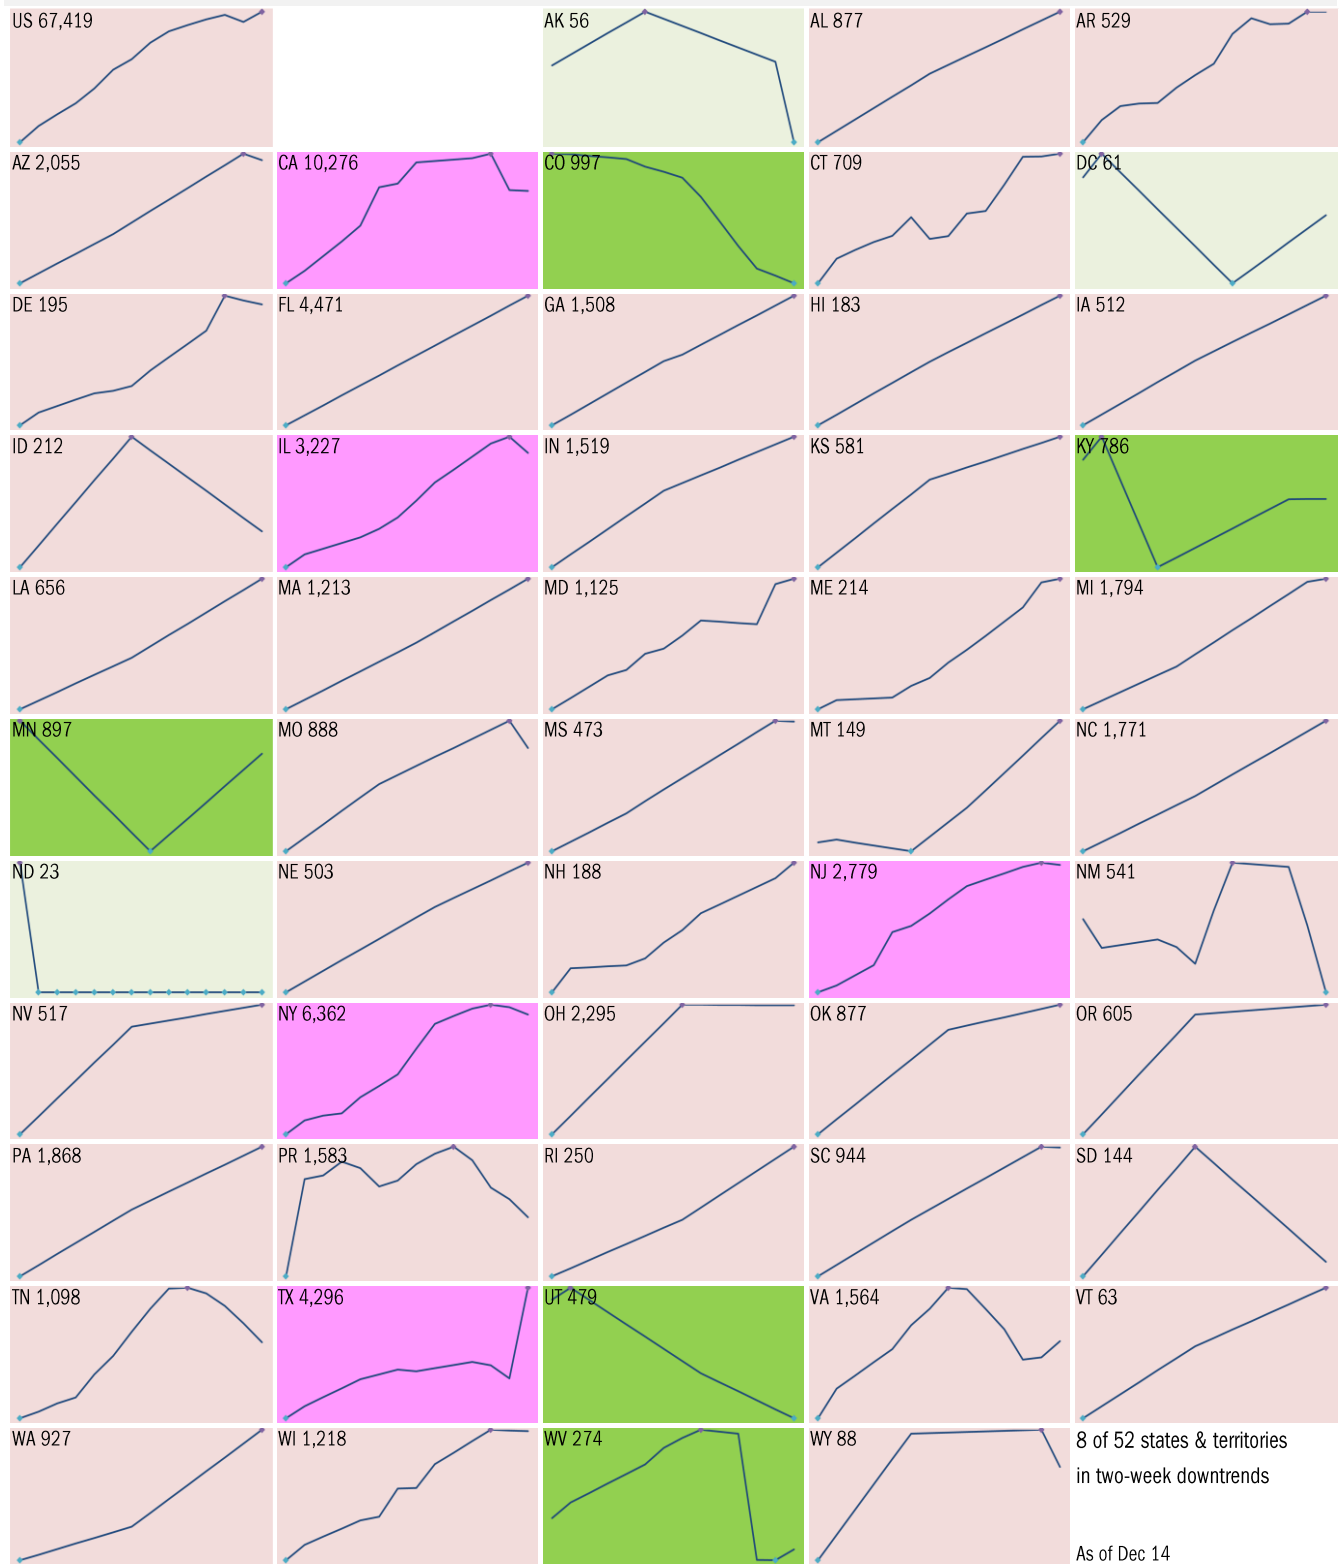 US 67,419
AK 56
AL 877
AR 529
AZ 2,055
CA 10,276
CO 997
CT 709
DC 61
DE 195
FL 4,471
GA 1,508
HI 183
IA 512
ID 212
IL 3,227
IN 1,519
KS 581
KY 786
LA 656
MA 1,213
MD 1,125
ME 214
MI 1,794
MN 897
MO 888
MS 473
MT 149
NC 1,771
ND 23
NE 503
NH 188
NJ 2,779
NM 541
NV 517
NY 6,362
OH 2,295
OK 877
OR 605
PA 1,868
PR 1,583
RI 250
SC 944
SD 144
TN 1,098
TX 4,296
UT 479
VA 1,564
VT 63
WA 927
WI 1,218
WV 274
WY 88
8 of 52 states & territories
in two-week downtrends
As of Dec 14